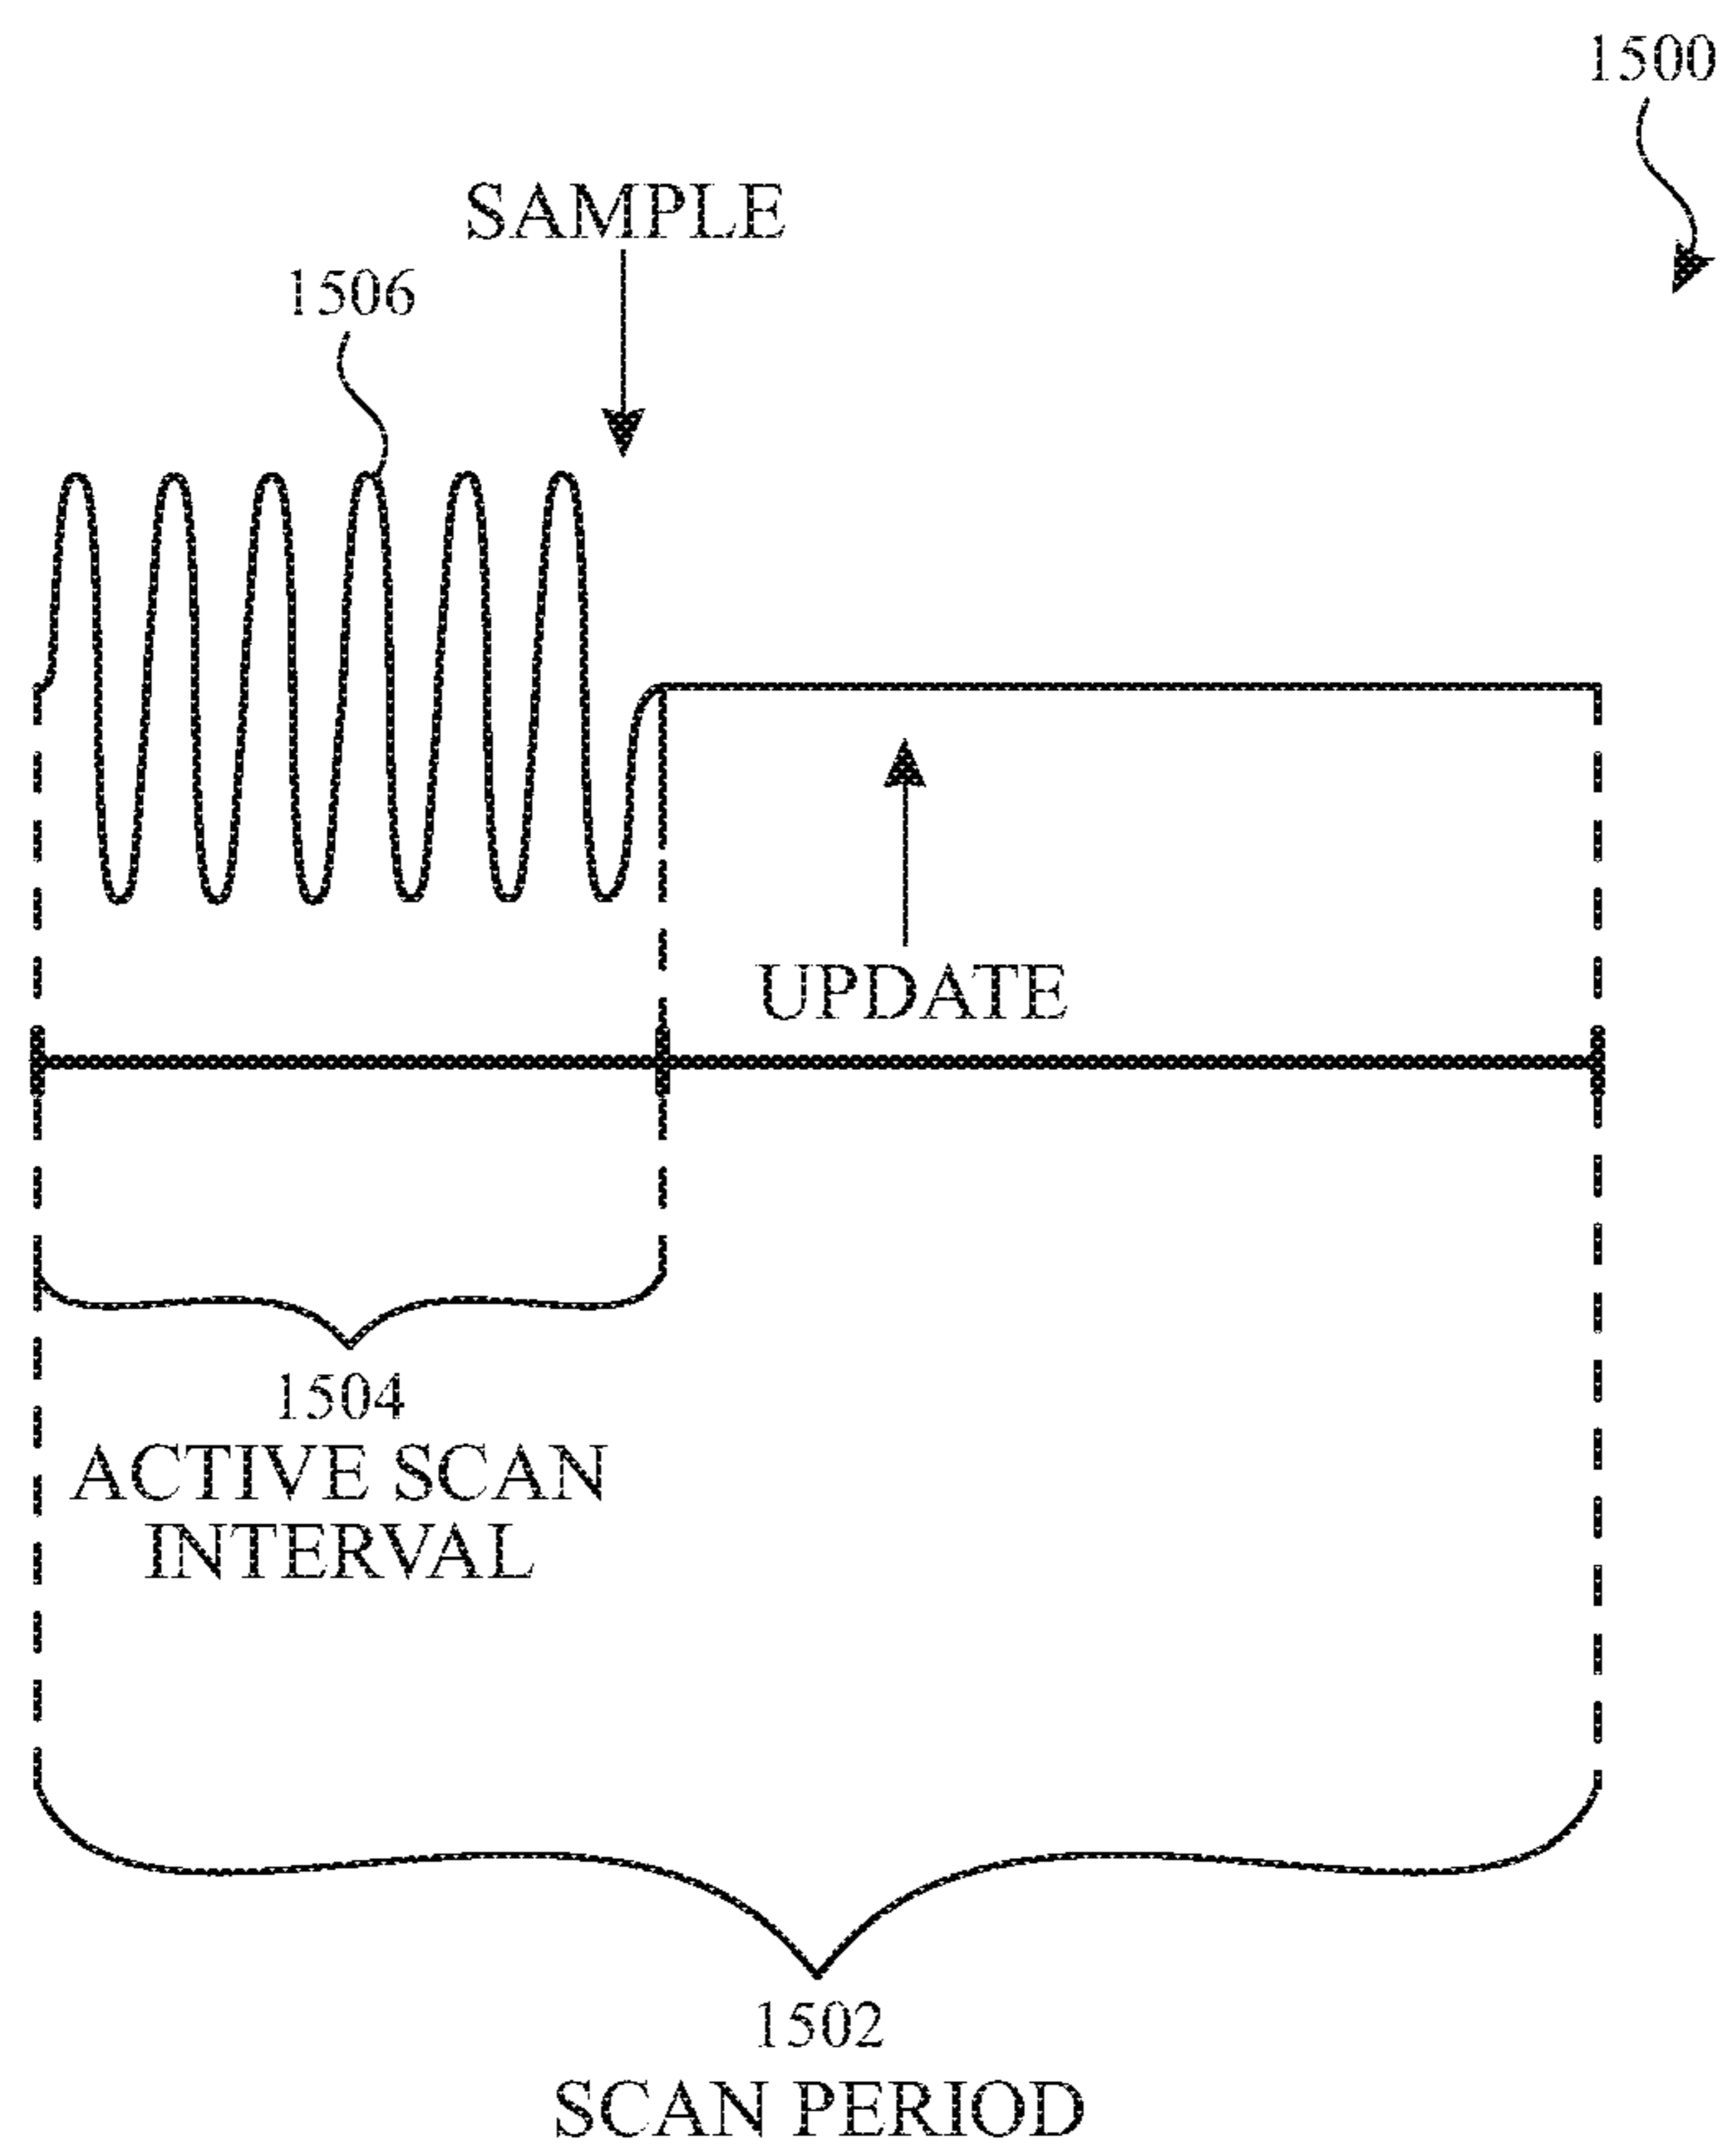 1500
SAMPLE
1506
UPDATE
1504
ACTIVE SCAN
INTERVAL
1502
SCAN PERIOD